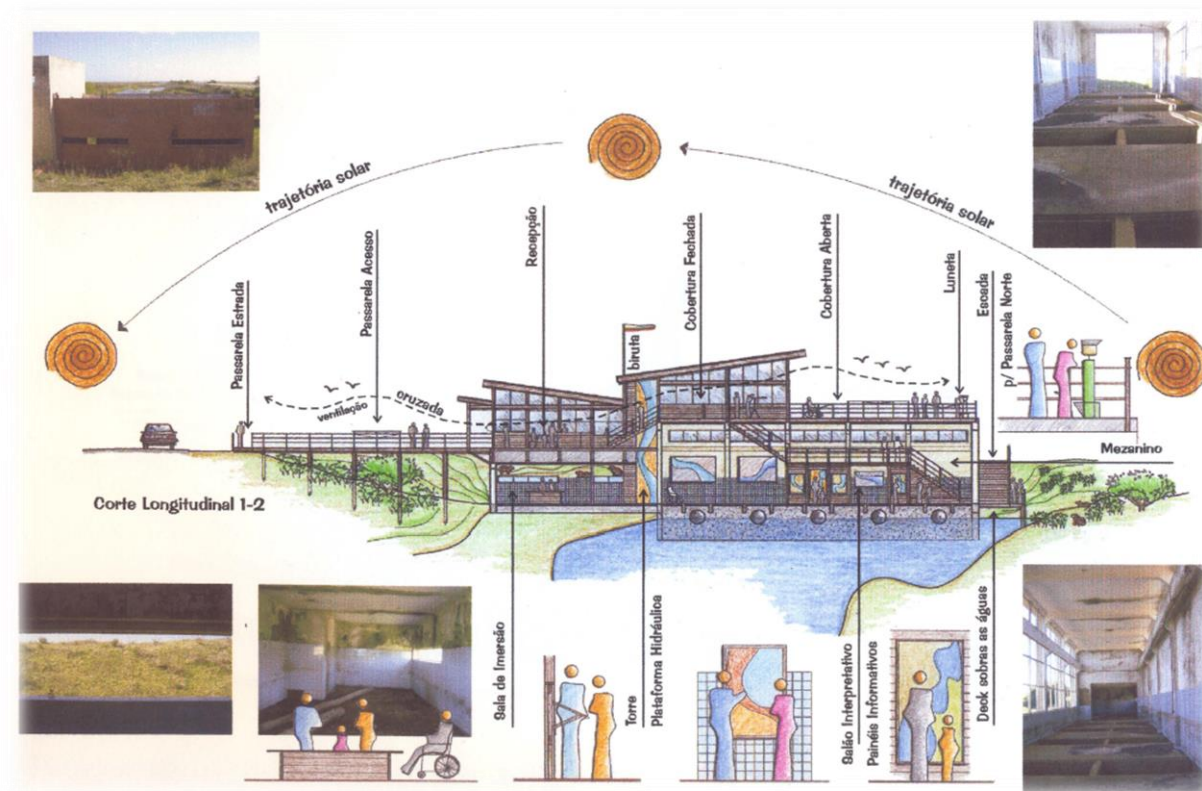 trajetória solar
trajetória solar
Passarela Estrada
Passarela Acesso
Recepção
biruta
Cobertura Fechada
Cobertura Aberta
Luneta
Escada
p/ Passarela Norte
ventilação
cruzada
Mezanino
Corte Longitudinal 1-2
Sala de Imersão
Torre
Plataforma Hidráulica
Salão Interpretativo
Painéis Informativos
Deck sobras as águas